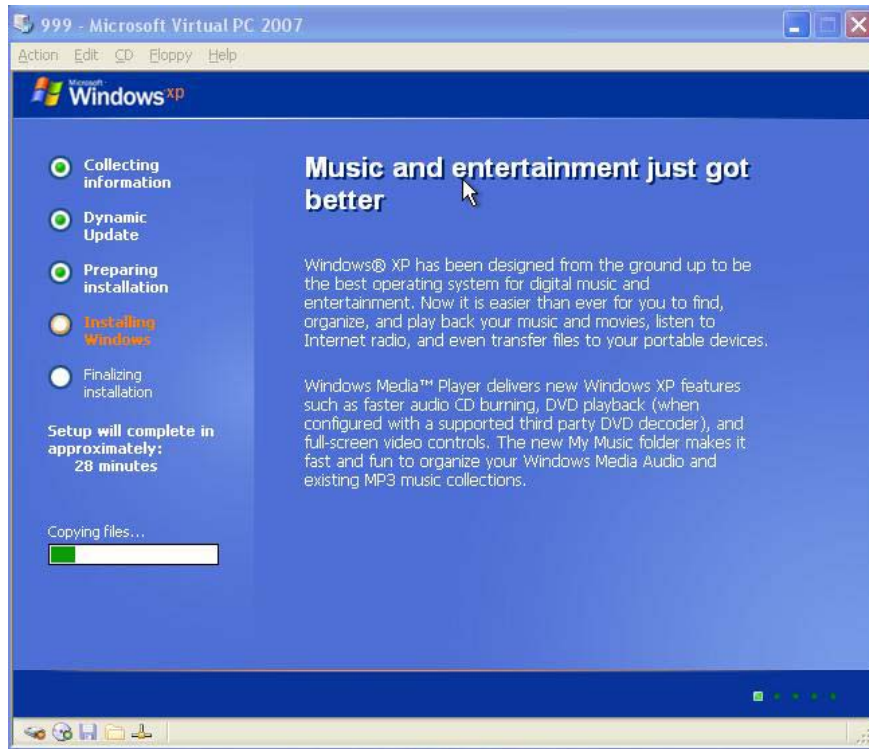 999 - Microsoft Virtual PC 2007
Action Edit CD Floppy Help
Microsoft
Windows xp
Collecting
information
Dynamic
Update
Preparing
installation
Installing
Windows
Finalizing
installation
Setup will complete in
approximately:
28 minutes
Copying files...
Music and entertainment just got
better
Windows® XP has been designed from the ground up to be
the best operating system for digital music and
entertainment. Now it is easier than ever for you to find,
organize, and play back your music and movies, listen to
Internet radio, and even transfer files to your portable devices.
Windows Media™ Player delivers new Windows XP features
such as faster audio CD burning, DVD playback (when
configured with a supported third party DVD decoder), and
full-screen video controls. The new My Music folder makes it
fast and fun to organize your Windows Media Audio and
existing MP3 music collections.